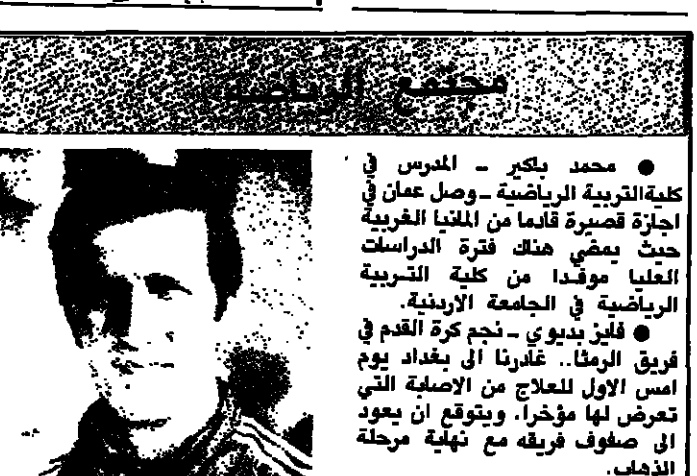 مجتمع الرياضة
● محمد باكير ـ المدرس في
كلية التربية الرياضية ـ وصل عمان في
اجازة قصيرة قادما من المانيا الغربية
حيث يمضي هناك فترة الدراسات
العليا موفدا من كلية التربية
الرياضية في الجامعة الاردنية.
● فايز بديوي ـ نجم كرة القدم في
فريق الرمثا.. غادرنا الى بغداد يوم
امس الاول للعلاج من الاصابة التي
تعرض لها مؤخرا. ويتوقع ان يعود
الى صفوف فريقه مع نهاية مرحلة
الذهاب.